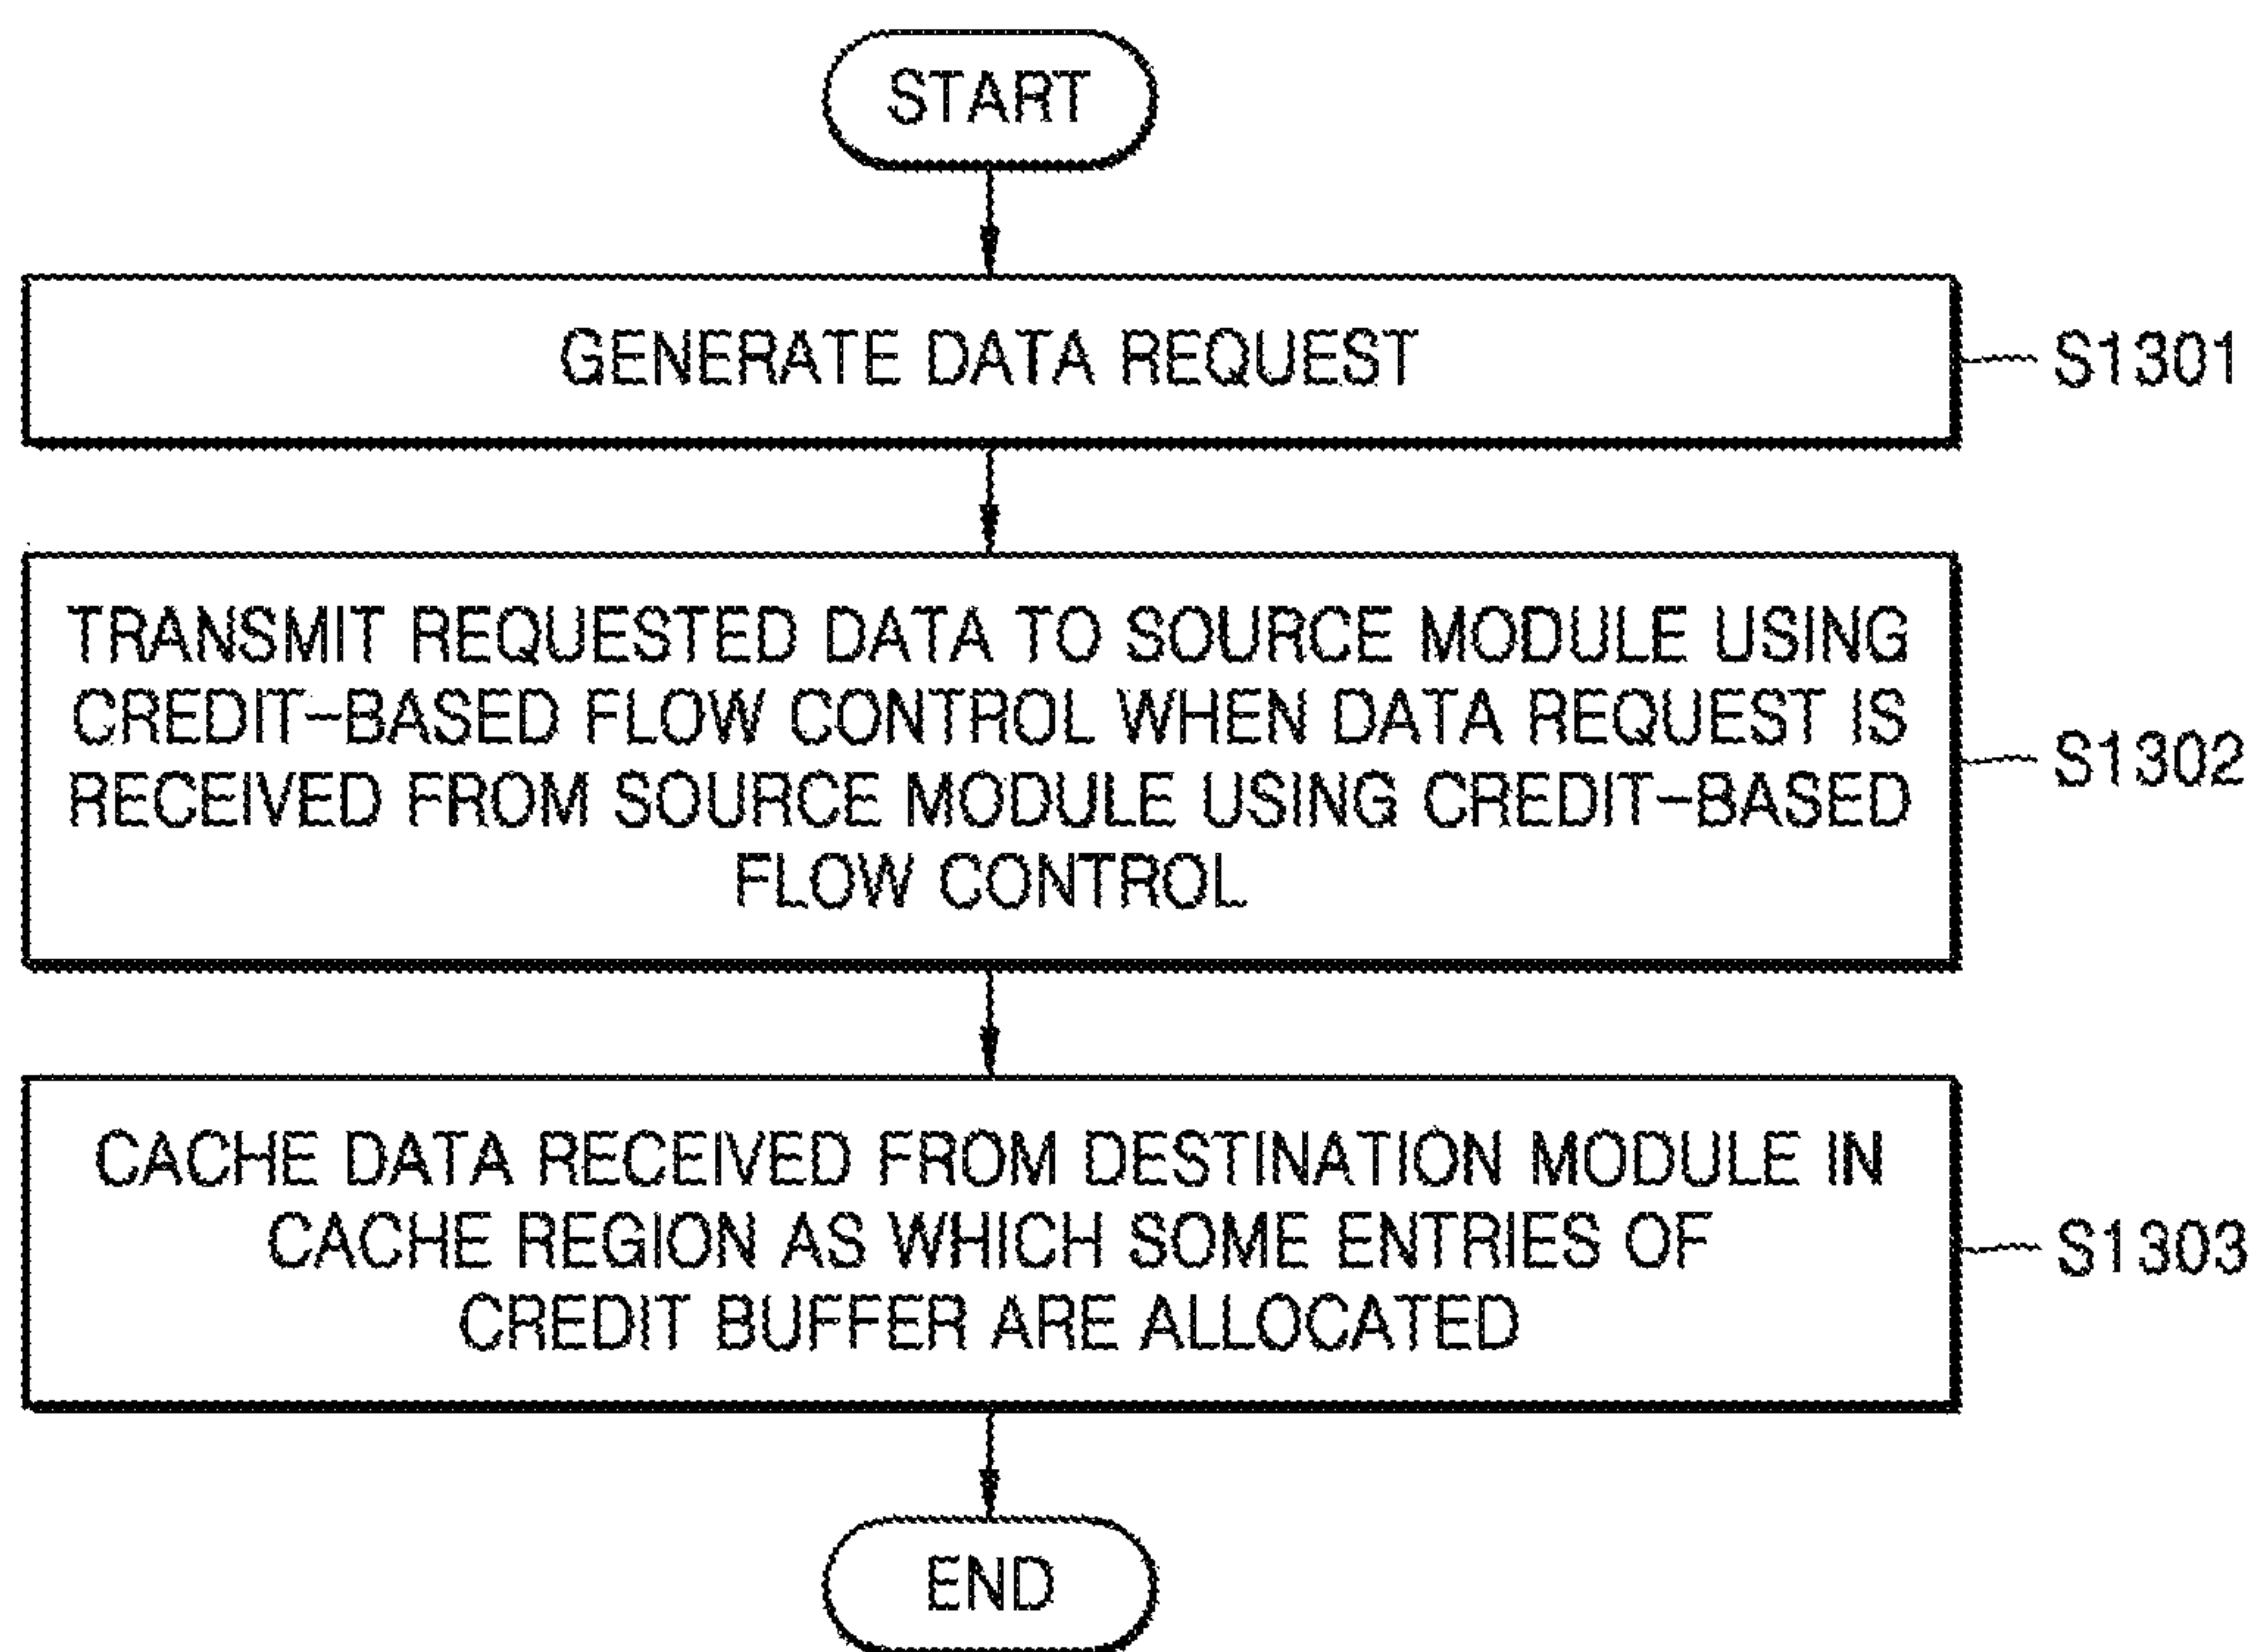 START
GENERATE DATA REQUEST
S1301
TRANSMIT REQUESTED DATA TO SOURCE MODULE USING
CREDIT-BASED FLOW CONTROL WHEN DATA REQUEST IS
RECEIVED FROM SOURCE MODULE USING CREDIT-BASED
FLOW CONTROL
S1302
CACHE DATA RECEIVED FROM DESTINATION MODULE IN
CACHE REGION AS WHICH SOME ENTRIES OF
CREDIT BUFFER ARE ALLOCATED
S1303
END